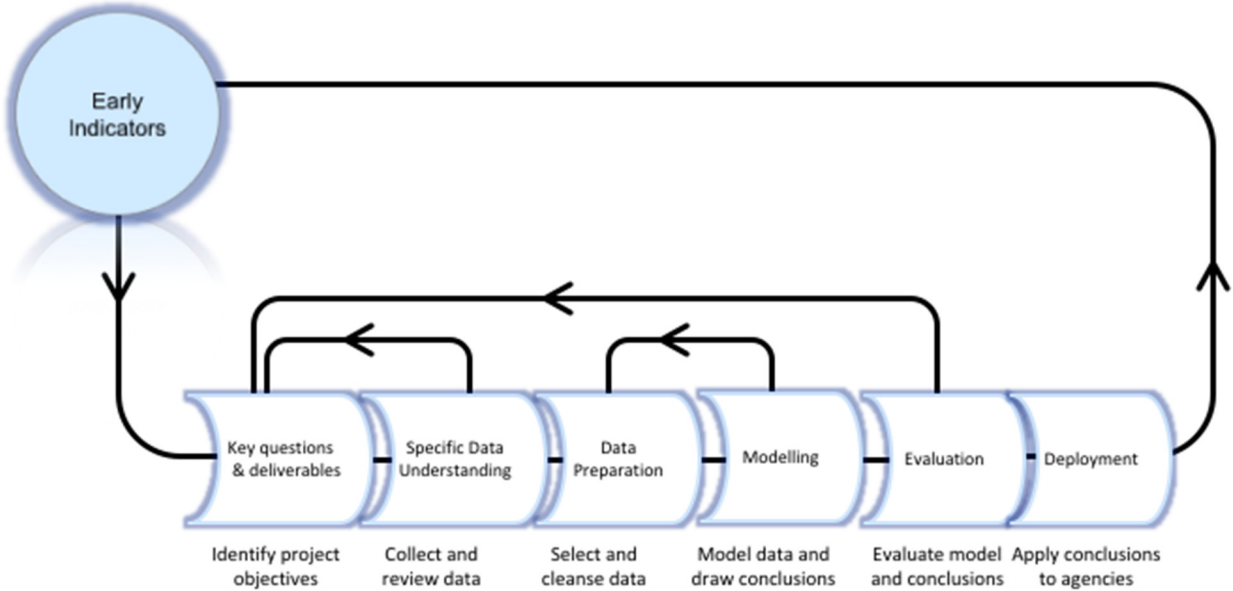 Early
Indicators
Key questions
& deliverables
Specific Data
Understanding
Data
Preparation
Modelling
Evaluation
Deployment
Identify project
objectives
Collect and
review data
Select and
cleanse data
Model data and
draw conclusions
Evaluate model
and conclusions
Apply conclusions
to agencies